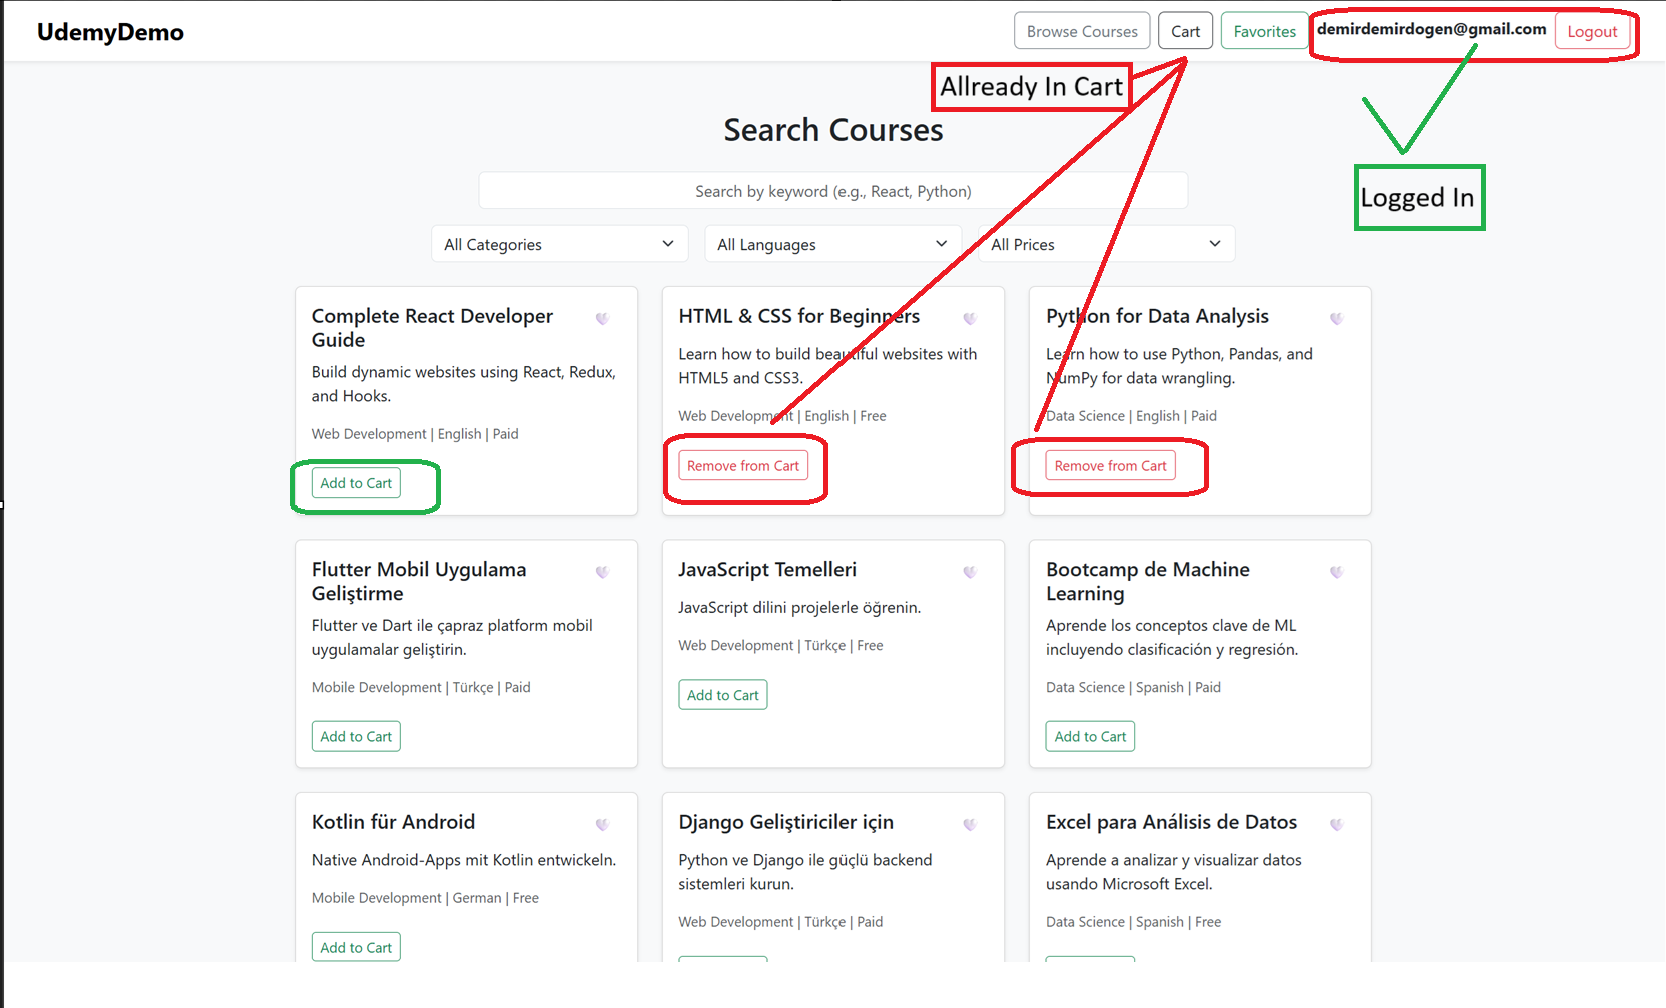 UdemyDemo
Browse Courses
Cart
Favorites
demirdemirdogen@gmail.com
Logout
Allready In Cart
Logged In
Search Courses
Search by keyword (e.g., React, Python)
All Categories
All Languages
All Prices
Complete React Developer
Guide
Build dynamic websites using React, Redux,
and Hooks.
Web Development | English | Paid
Add to Cart
HTML & CSS for Beginners
Learn how to build beautiful websites with
HTML5 and CSS3.
Web Development | English | Free
Remove from Cart
Python for Data Analysis
Learn how to use Python, Pandas, and
NumPy for data wrangling.
Data Science | English | Paid
Remove from Cart
Flutter Mobil Uygulama
Geliştirme
Flutter ve Dart ile çapraz platform mobil
uygulamalar geliştirin.
Mobile Development | Türkçe | Paid
Add to Cart
JavaScript Temelleri
JavaScript dilini projelerle öğrenin.
Web Development | Türkçe | Free
Add to Cart
Bootcamp de Machine
Learning
Aprende los conceptos clave de ML
incluyendo clasificación y regresión.
Data Science | Spanish | Paid
Add to Cart
Kotlin für Android
Native Android-Apps mit Kotlin entwickeln.
Mobile Development | German | Free
Add to Cart
Django Geliştiriciler için
Python ve Django ile güçlü backend
sistemleri kurun.
Web Development | Türkçe | Paid
Excel para Análisis de Datos
Aprende a analizar y visualizar datos
usando Microsoft Excel.
Data Science | Spanish | Free